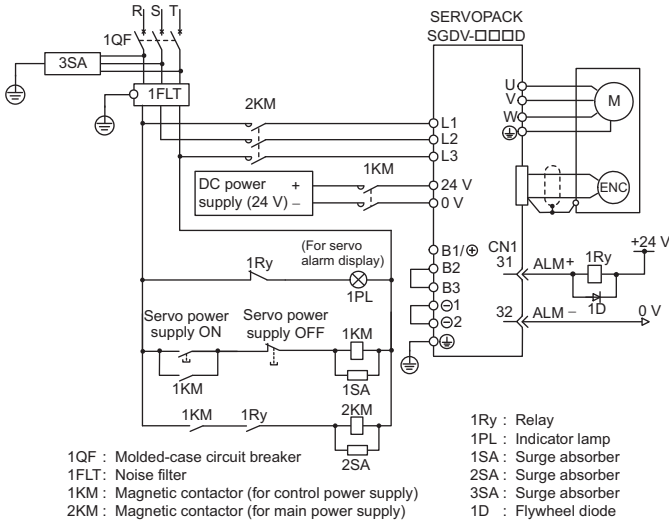 R S T
SERVOPACK
SGDV-□□□D
1QF
3SA
1FLT
U
V
W
M
2KM
L1
L2
L3
1KM
DC power + 
supply (24 V) –
24 V
0 V
ENC
(For servo
alarm display)
1Ry
1PL
B1/⊕
B2
B3
⊖1
⊖2
CN1
31
ALM+
1Ry
+24 V
1D
32
ALM –
0 V
Servo power
supply ON
Servo power
supply OFF
1KM
1KM
1SA
1KM
1Ry
2KM
2SA
1QF : Molded-case circuit breaker
1FLT: Noise filter
1KM : Magnetic contactor (for control power supply)
2KM : Magnetic contactor (for main power supply)
1Ry : Relay
1PL : Indicator lamp
1SA : Surge absorber
2SA : Surge absorber
3SA : Surge absorber
1D : Flywheel diode